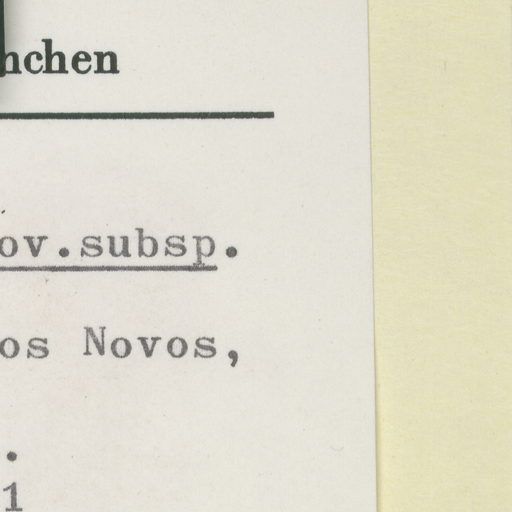 nchen
ov.subsp.
os Novos,
.
1